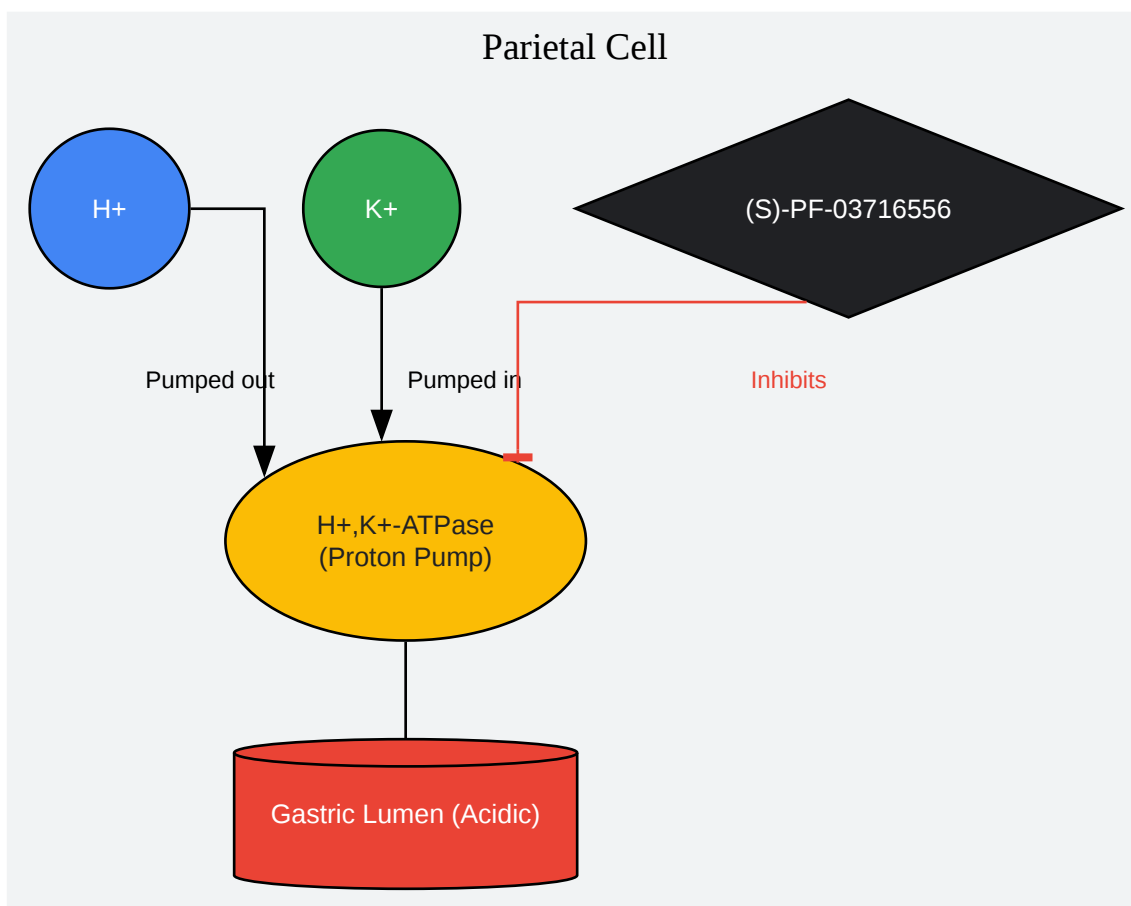 Parietal Cell
H+
K+
(S)-PF-03716556
Pumped out
Pumped in
Inhibits
H+,K+-ATPase
(Proton Pump)
Gastric Lumen (Acidic)